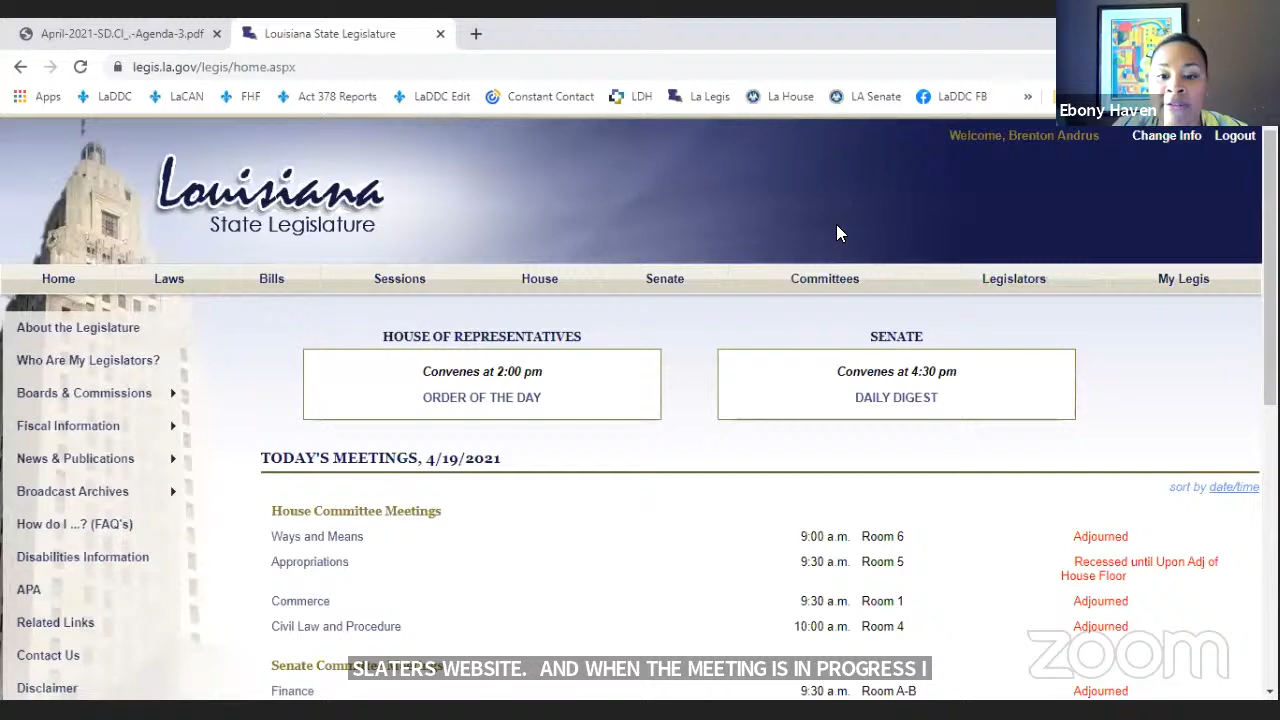 April-2021-SD.CI_.-Agenda-3.pdf
Louisiana State Legislature
legis.la.gov/legis/home.aspx
Apps LaDDC LaCAN FHF Act 378 Reports LaDDC Edit Constant Contact LDH La Legis La House LA Senate LaDDC FB »
Ebony Haven
Welcome, Brenton Andrus Change Info Logout
Louisiana
State Legislature
Home Laws Bills Sessions House Senate Committees Legislators My Legis
About the Legislature
Who Are My Legislators?
Boards & Commissions
Fiscal Information
News & Publications
Broadcast Archives
How do I ...? (FAQ's)
Disabilities Information
APA
Related Links
Contact Us
Disclaimer
HOUSE OF REPRESENTATIVES
Convenes at 2:00 pm
ORDER OF THE DAY
SENATE
Convenes at 4:30 pm
DAILY DIGEST
TODAY'S MEETINGS, 4/19/2021
sort by date/time
House Committee Meetings
Ways and Means 9:00 a.m. Room 6 Adjourned
Appropriations 9:30 a.m. Room 5 Recessed until Upon Adj of
House Floor
Commerce 9:30 a.m. Room 1 Adjourned
Civil Law and Procedure 10:00 a.m. Room 4 Adjourned
Senate Com
SLATERS WEBSITE. AND WHEN THE MEETING IS IN PROGRESS I
Finance 9:30 a.m. Room A-B Adjourned
zoom